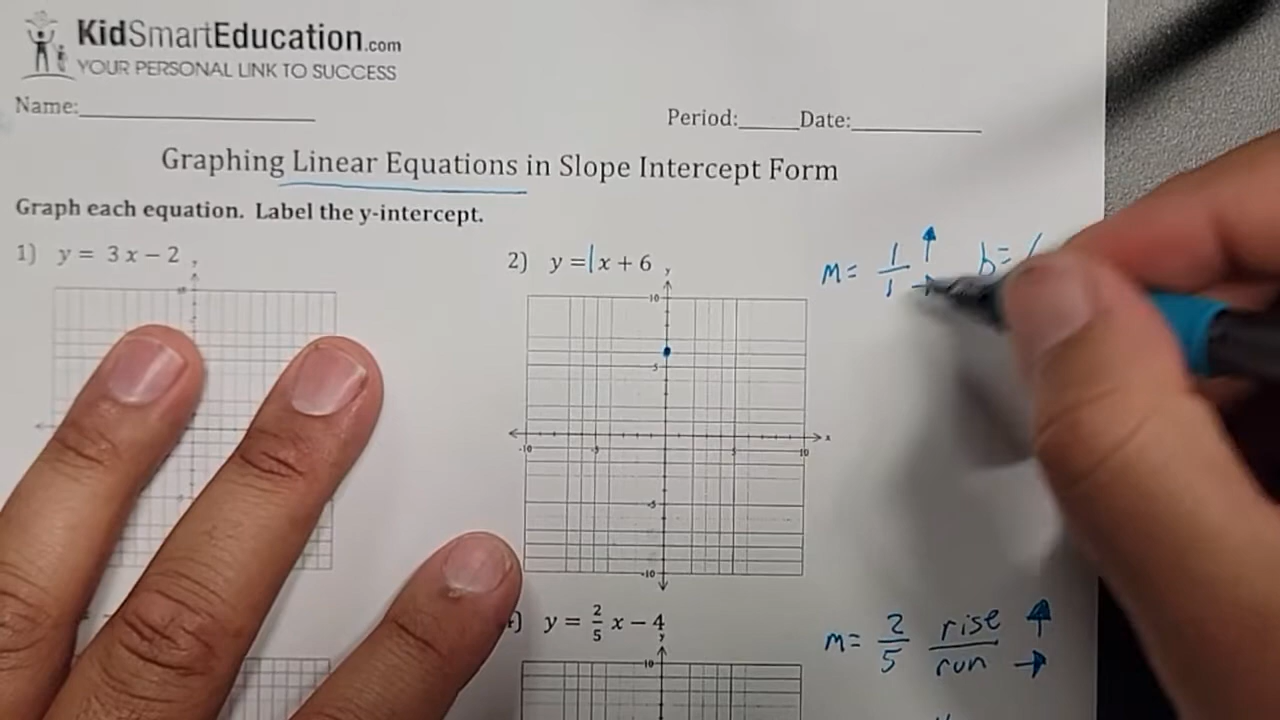 KidSmartEducation.com
YOUR PERSONAL LINK TO SUCCESS
Name:
Period: Date:
Graphing Linear Equations in Slope Intercept Form
Graph each equation. Label the y-intercept.
1) y = 3x − 2
y
2) y = 1x + 6
y
m = 1/1 b =
10
5
-10 -5 5 10 x
-5
-10
) y = 2/5 x − 4
y
10
m = 2/5 rise/run